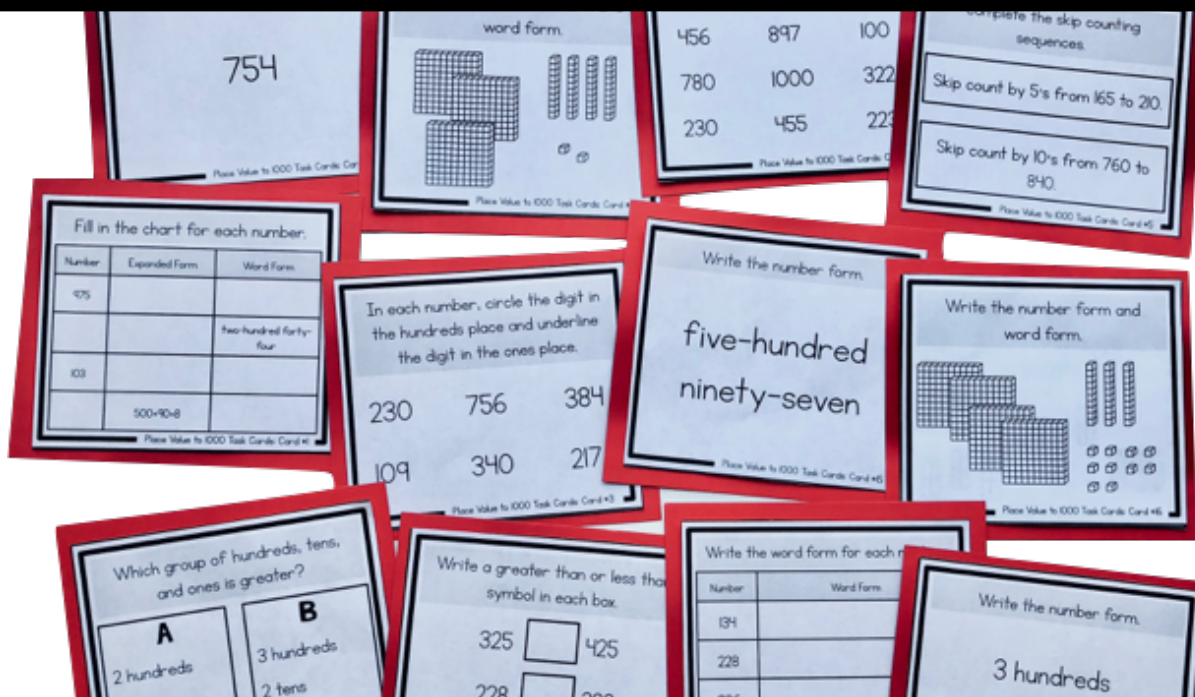 754
Place Value to 1000 Task Cards
word form.
Place Value to 1000 Task Cards Card
456 897 100
780 1000 322
230 455 223
Place Value to 1000 Task Cards
complete the skip counting
sequences.
Skip count by 5's from 165 to 210.
Skip count by 10's from 760 to
840.
Place Value to 1000 Task Cards Card #5
Fill in the chart for each number.
Number Expanded Form Word Form
975
two-hundred forty-
four
103
500+90+8
Place Value to 1000 Task Cards Card #1
In each number, circle the digit in
the hundreds place and underline
the digit in the ones place.
230 756 384
109 340 217
Place Value to 1000 Task Cards Card #3
Write the number form.
five-hundred
ninety-seven
Place Value to 1000 Task Cards Card #15
Write the number form and
word form.
Place Value to 1000 Task Cards Card #16
Which group of hundreds, tens,
and ones is greater?
A B
2 hundreds 3 hundreds
2 tens
Write a greater than or less than
symbol in each box.
325 425
228
Write the word form for each
Number Word Form
134
228
Write the number form.
3 hundreds